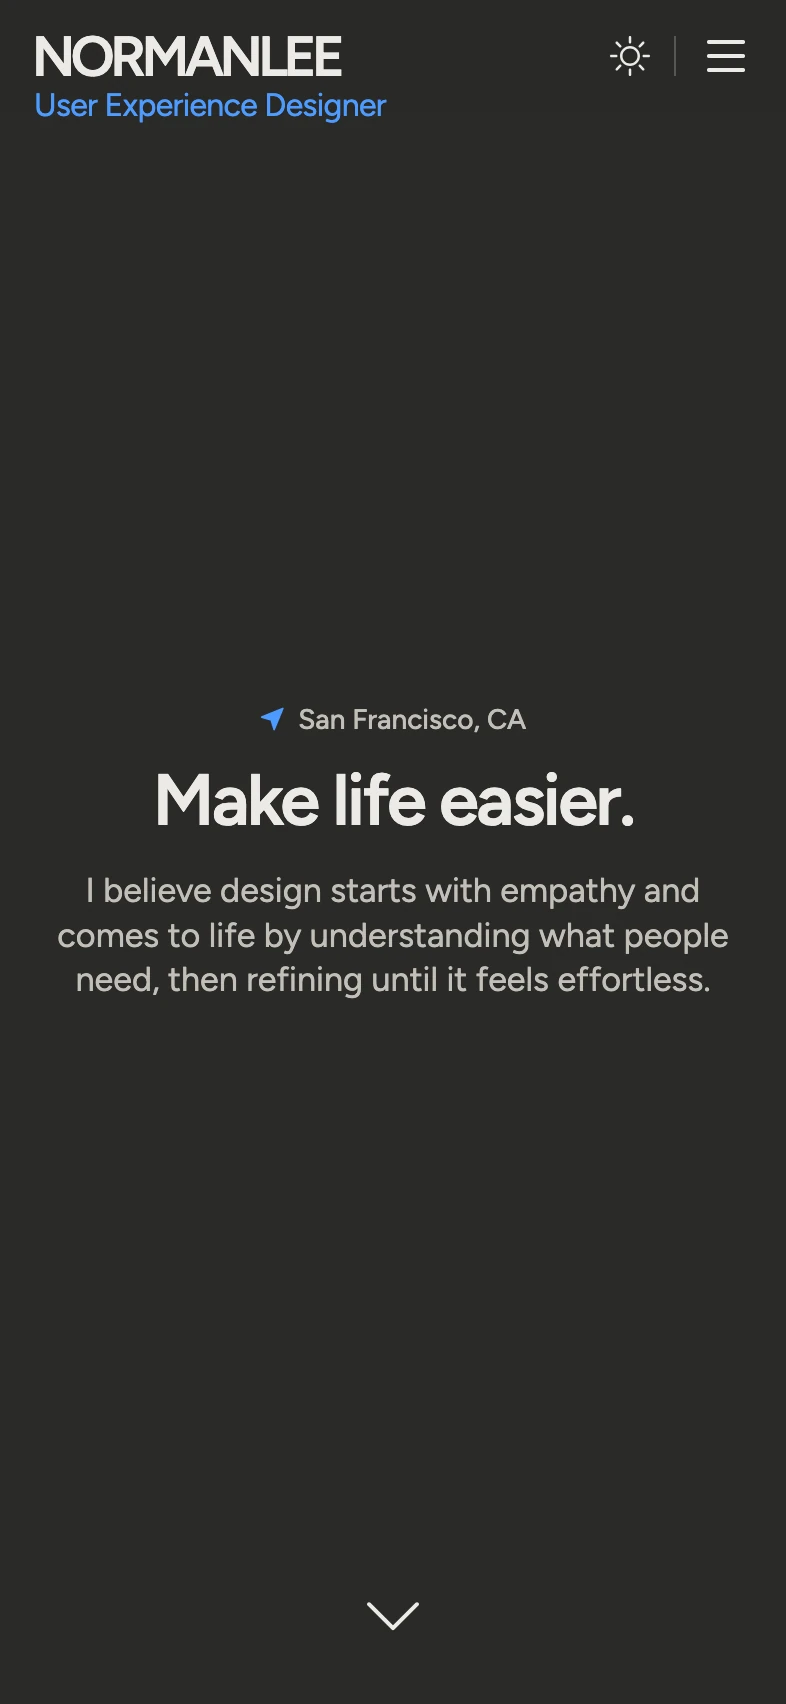 NORMANLEE
User Experience Designer
San Francisco, CA
Make life easier.
I believe design starts with empathy and
comes to life by understanding what people
need, then refining until it feels effortless.